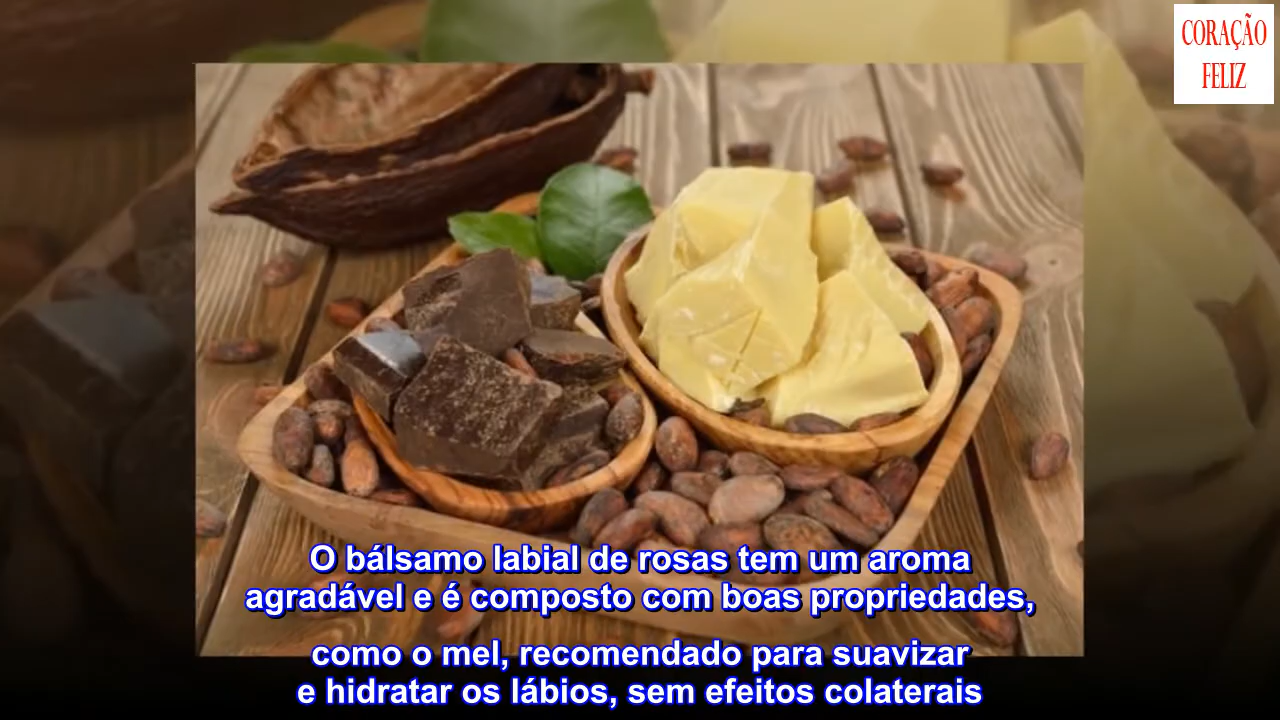 CORAÇÃO
FELIZ
O bálsamo labial de rosas tem um aroma
agradável e é composto com boas propriedades,
como o mel, recomendado para suavizar
e hidratar os lábios, sem efeitos colaterais